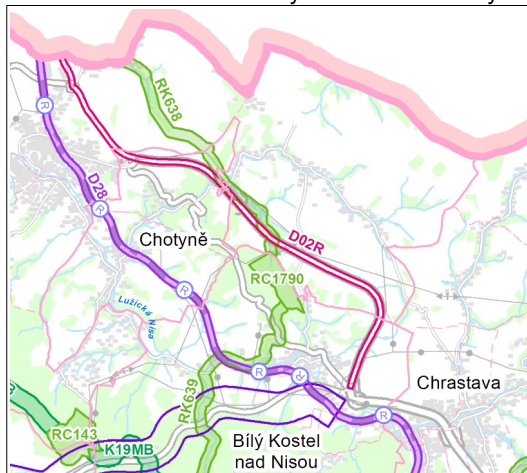 RK638
R
D28
R
D02R
Chotyně
RC1790
R
Lužická
Nisa
R
R
Chrastava
RK639
R
RC143
K19MB
Bílý Kostel
nad Nisou